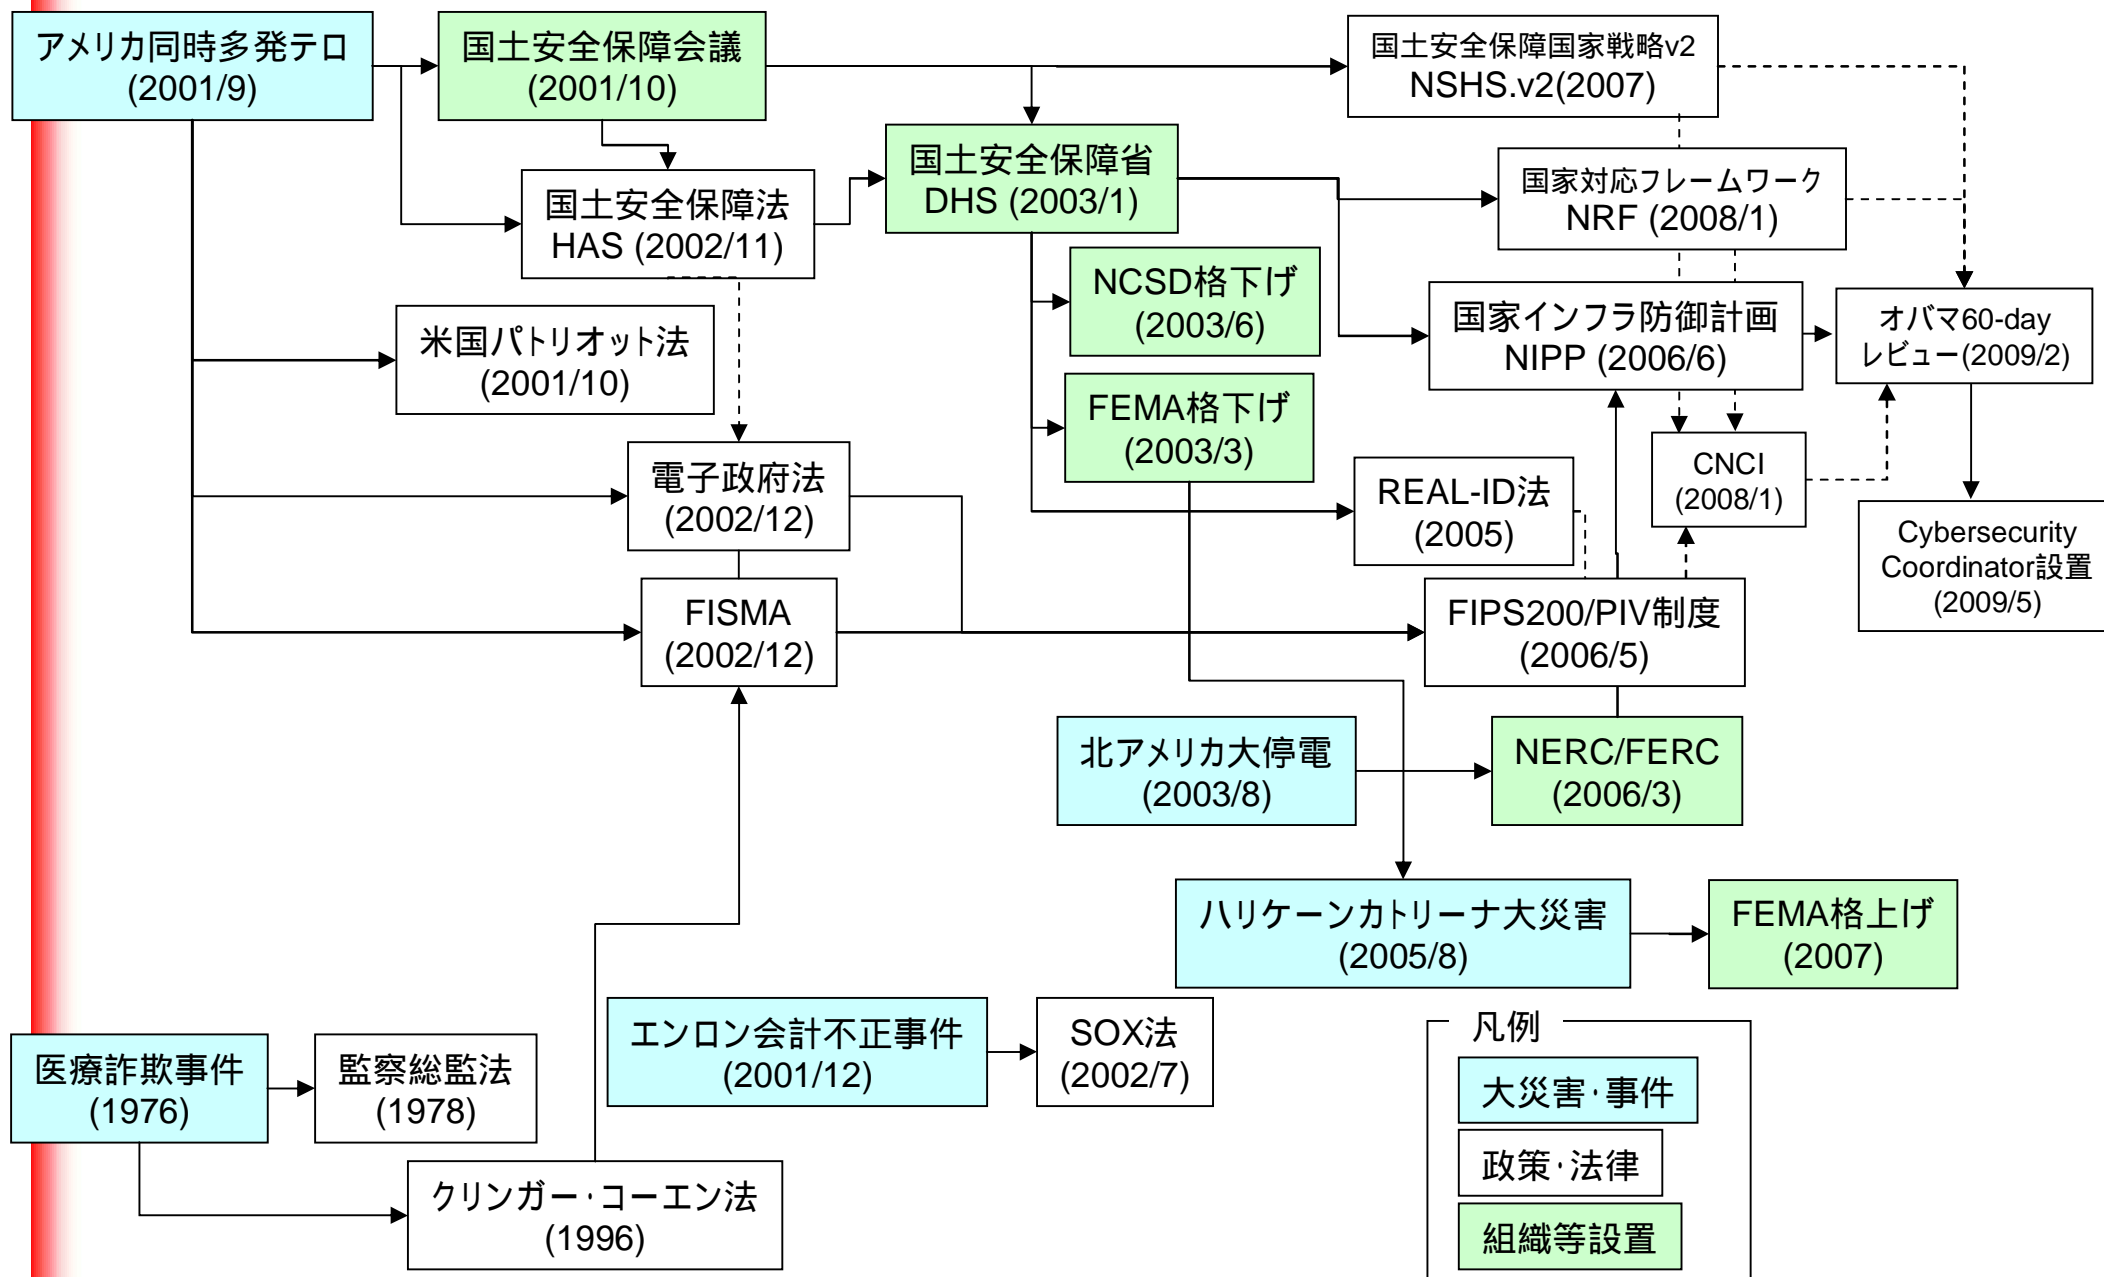 アメリカ同時多発テロ
(2001/9)
国土安全保障会議
(2001/10)
国土安全保障国家戦略v2
NSHS.v2(2007)
国土安全保障法
HAS (2002/11)
国土安全保障省
DHS (2003/1)
国家対応フレームワーク
NRF (2008/1)
NCSD格下げ
(2003/6)
米国パトリオット法
(2001/10)
国家インフラ防御計画
NIPP (2006/6)
オバマ60-day
レビュー(2009/2)
FEMA格下げ
(2003/3)
電子政府法
(2002/12)
REAL-ID法
(2005)
CNCI
(2008/1)
Cybersecurity
Coordinator設置
(2009/5)
FISMA
(2002/12)
FIPS200/PIV制度
(2006/5)
北アメリカ大停電
(2003/8)
NERC/FERC
(2006/3)
ハリケーンカトリーナ大災害
(2005/8)
FEMA格上げ
(2007)
エンロン会計不正事件
(2001/12)
SOX法
(2002/7)
医療詐欺事件
(1976)
監察総監法
(1978)
クリンガー・コーエン法
(1996)
凡例
大災害・事件
政策・法律
組織等設置